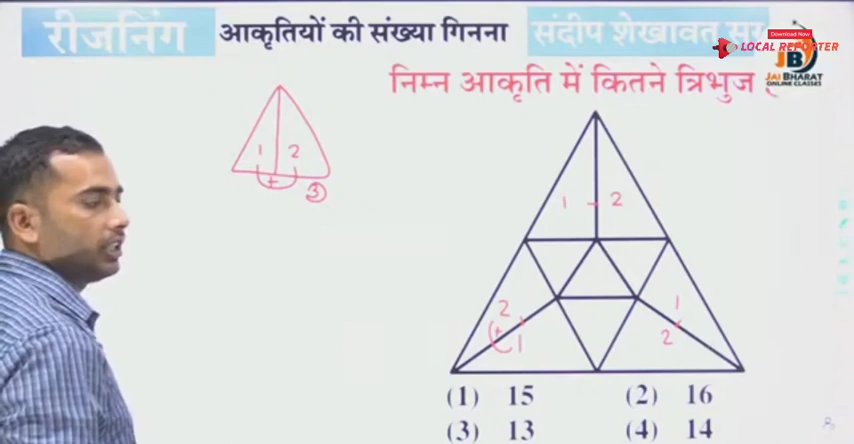 रीजनिंग
आकृतियों की संख्या गिनना
संदीप शेखावत सर
Download Now
LOCAL REPORTER
JB
JAI BHARAT
ONLINE CLASSES
निम्न आकृति में कितने त्रिभुज
1 2
+
3
1 2
2
+
1
1
2
(1) 15 (2) 16
(3) 13 (4) 14